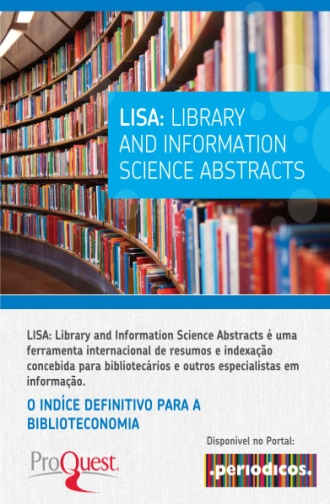 LISA: LIBRARY
AND INFORMATION
SCIENCE ABSTRACTS
LISA: Library and Information Science Abstracts é uma
ferramenta internacional de resumos e indexação
concebida para bibliotecários e outros especialistas em
informação.
O INDÍCE DEFINITIVO PARA A
BIBLIOTECONOMIA
Disponível no Portal:
ProQuest®
.periodicos.